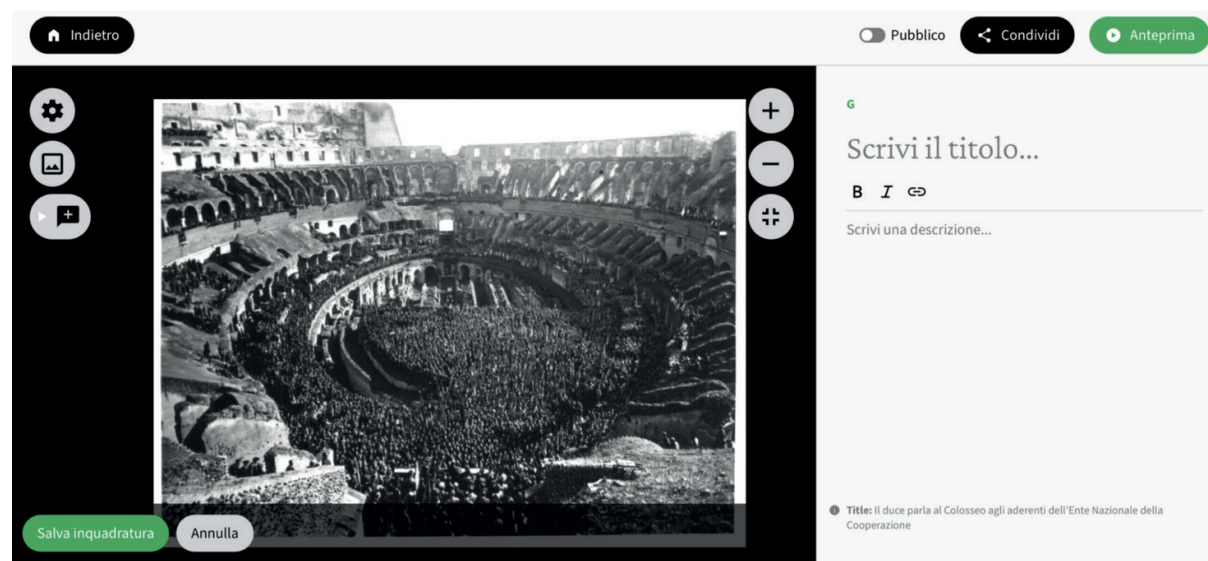 Indietro
Pubblico
Condividi
Anteprima
G
Scrivi il titolo...
B I
Scrivi una descrizione...
Title: Il duce parla al Colosseo agli aderenti dell'Ente Nazionale della
Cooperazione
Salva inquadratura
Annulla